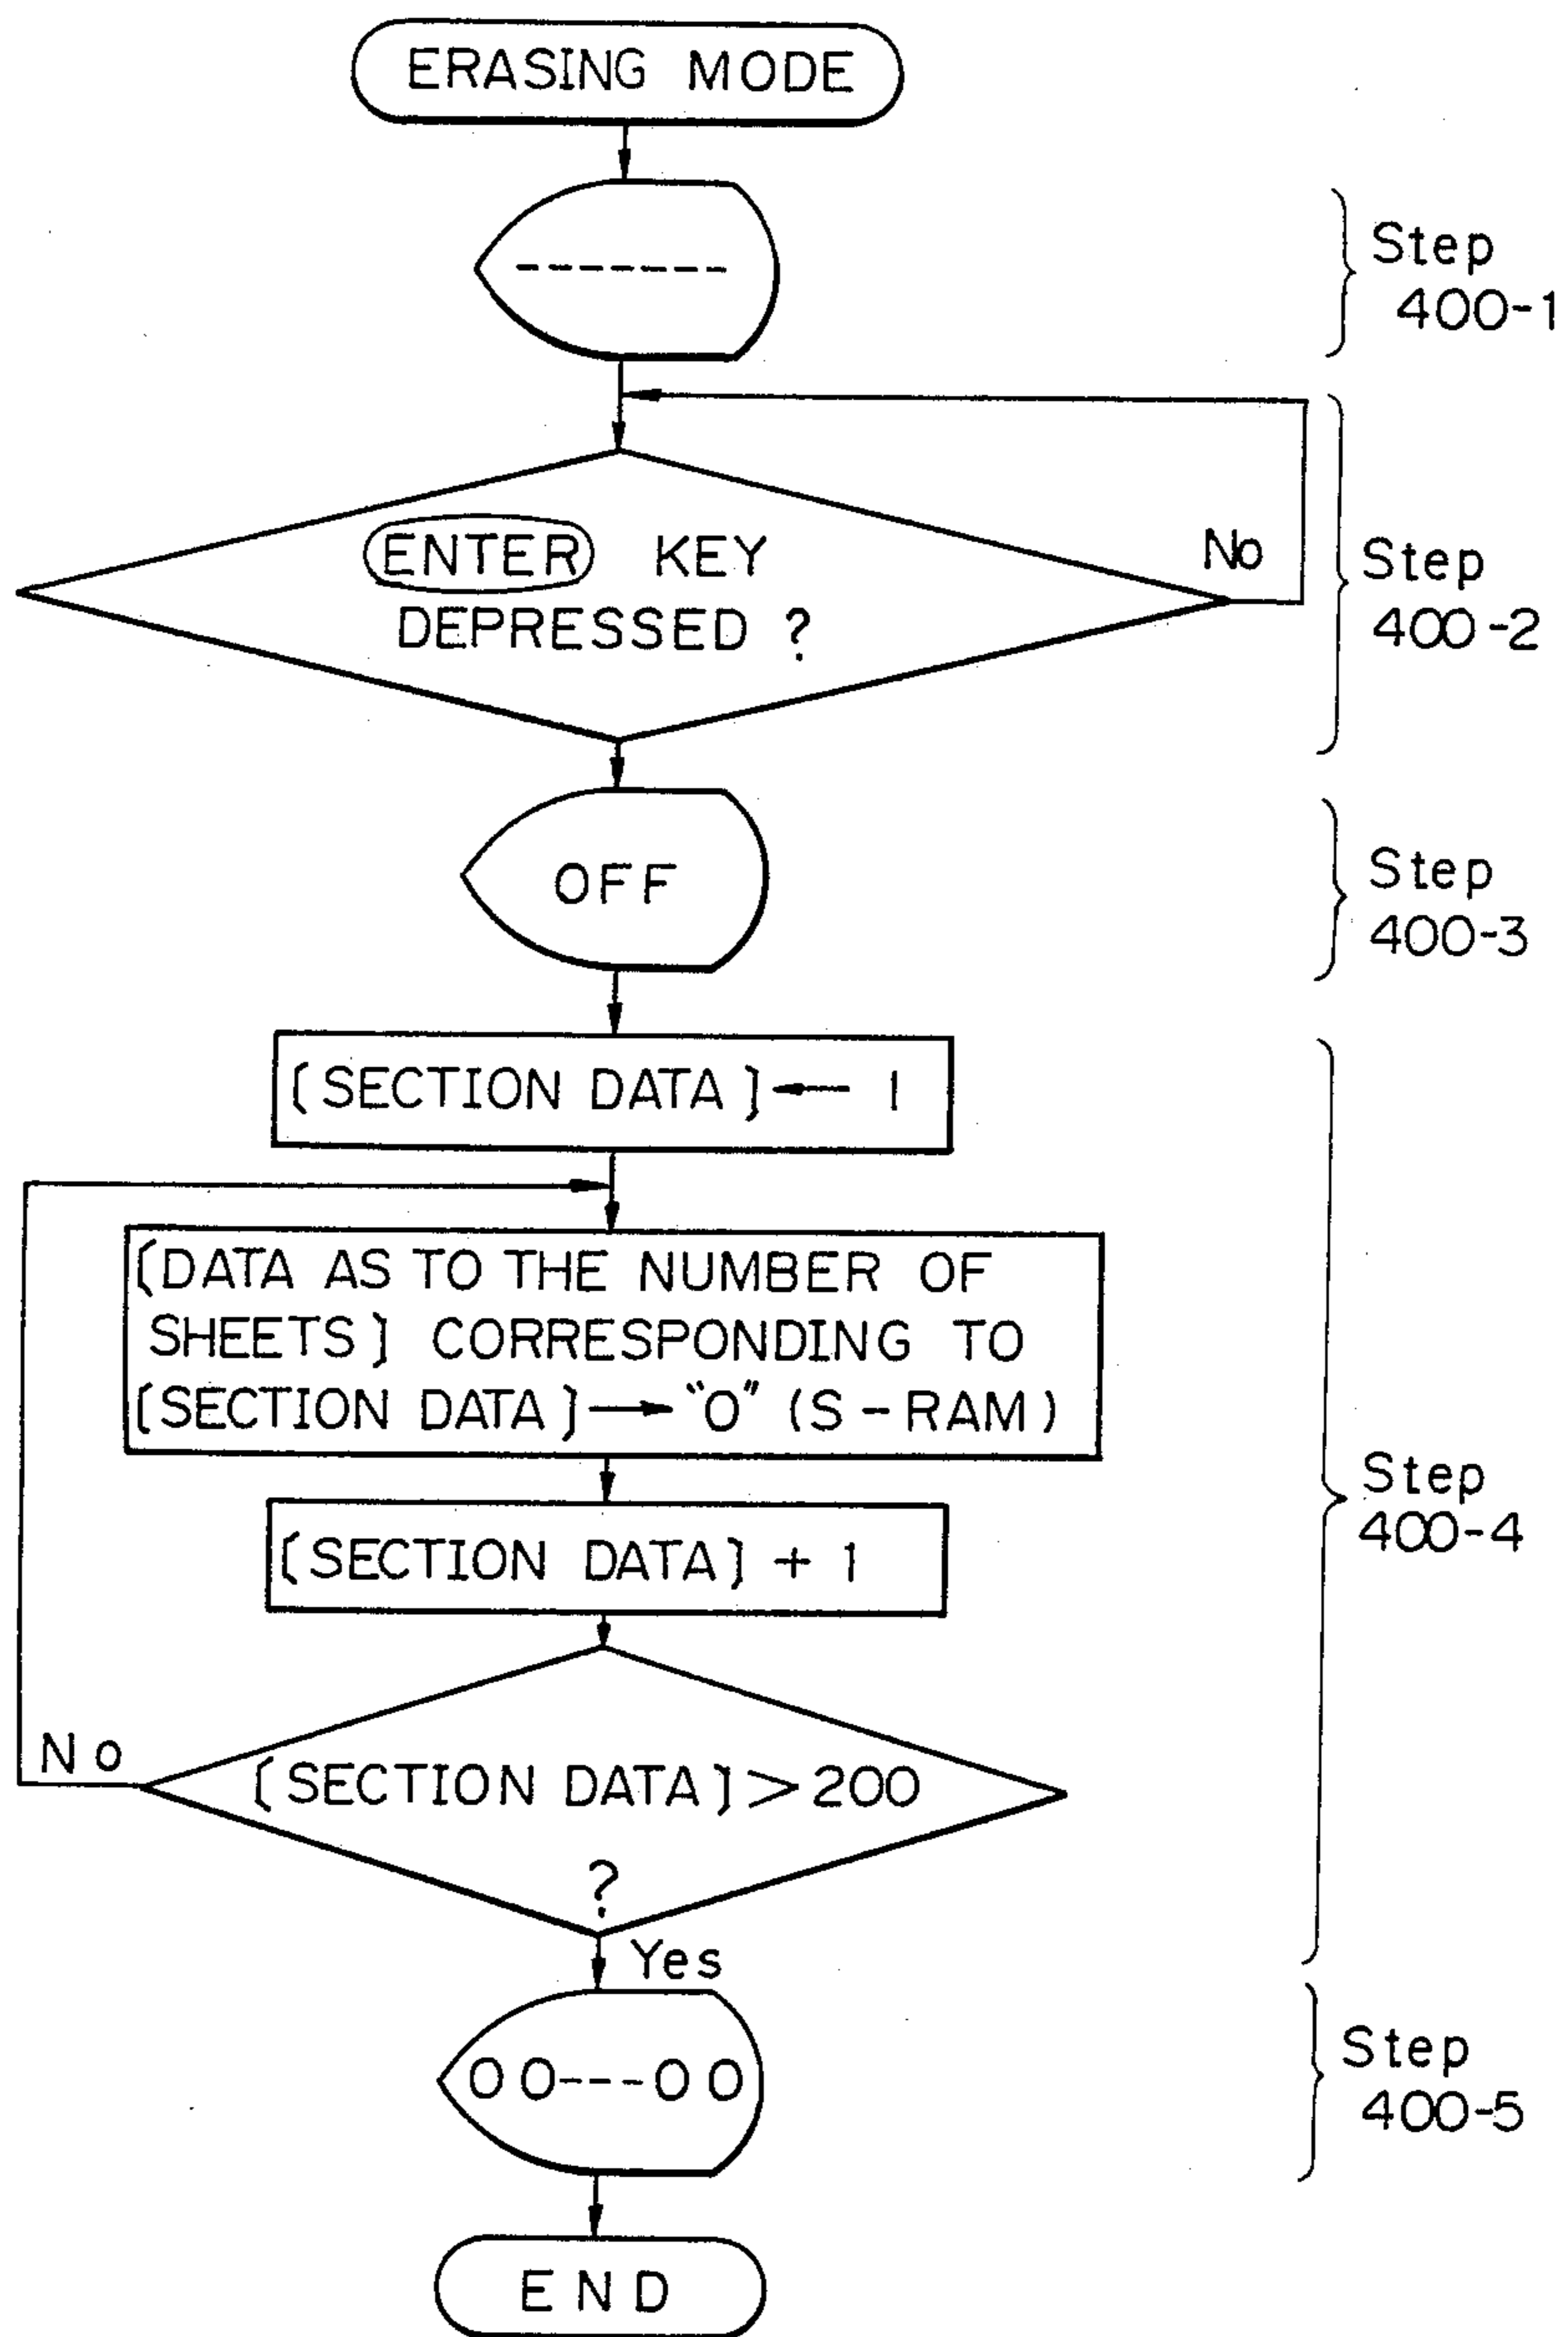 ERASING MODE
-------
Step
400-1
ENTER KEY
DEPRESSED ?
No
Step
400-2
OFF
Step
400-3
[SECTION DATA] ← 1
[DATA AS TO THE NUMBER OF
SHEETS] CORRESPONDING TO
[SECTION DATA] → "0" (S-RAM)
[SECTION DATA] + 1
Step
400-4
No
[SECTION DATA] > 200
?
Yes
00---00
Step
400-5
END